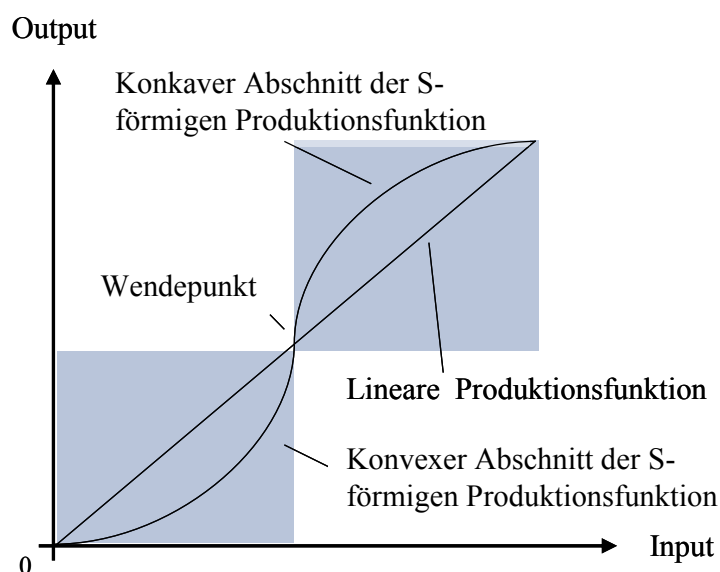 Output
Konkaver Abschnitt der S-
förmigen Produktionsfunktion
Wendepunkt
Lineare Produktionsfunktion
Konvexer Abschnitt der S-
förmigen Produktionsfunktion
Input
0